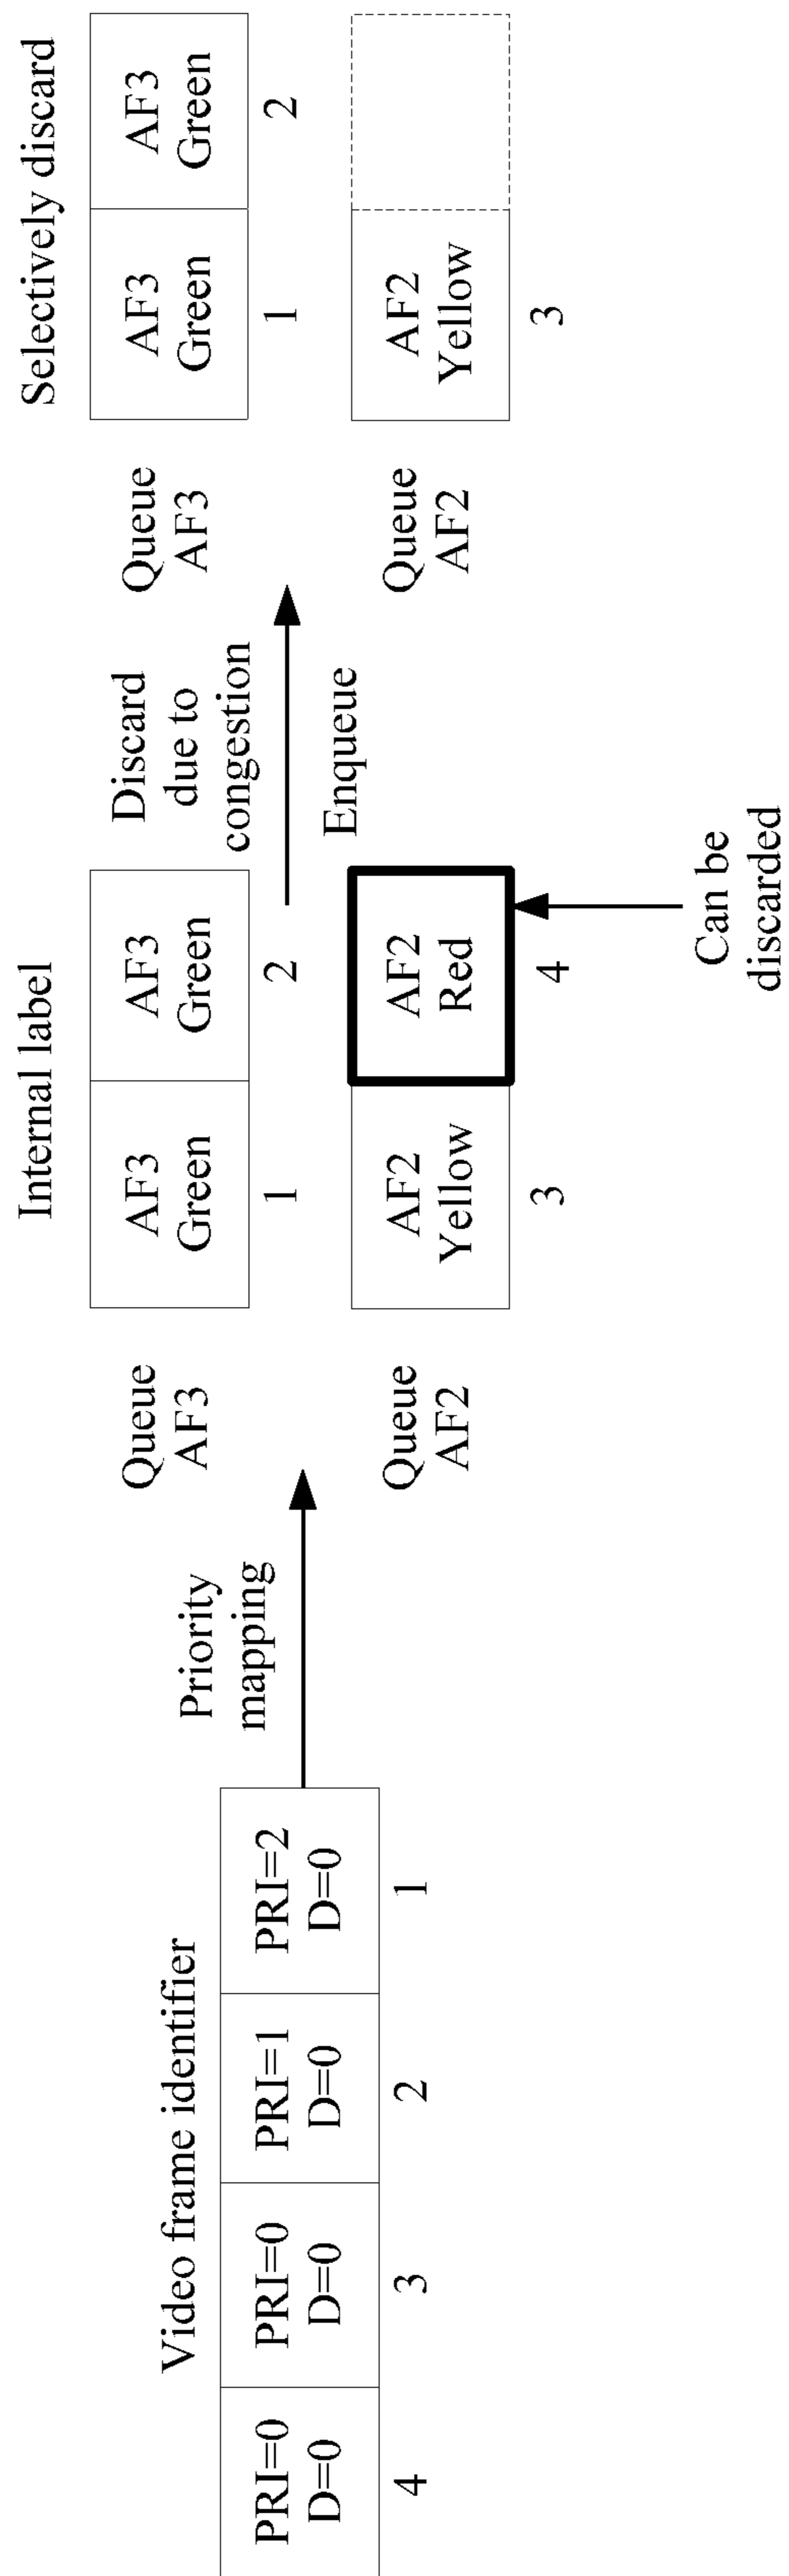 Video frame identifier
PRI=0
D=0
4
PRI=0
D=0
3
PRI=1
D=0
2
PRI=2
D=0
1
Priority
mapping
Internal label
Queue
AF3
AF3
Green
1
AF3
Green
2
Queue
AF2
AF2
Yellow
3
AF2
Red
4
Can be
discarded
Discard
due to
congestion
Enqueue
Selectively discard
Queue
AF3
AF3
Green
1
AF3
Green
2
Queue
AF2
AF2
Yellow
3